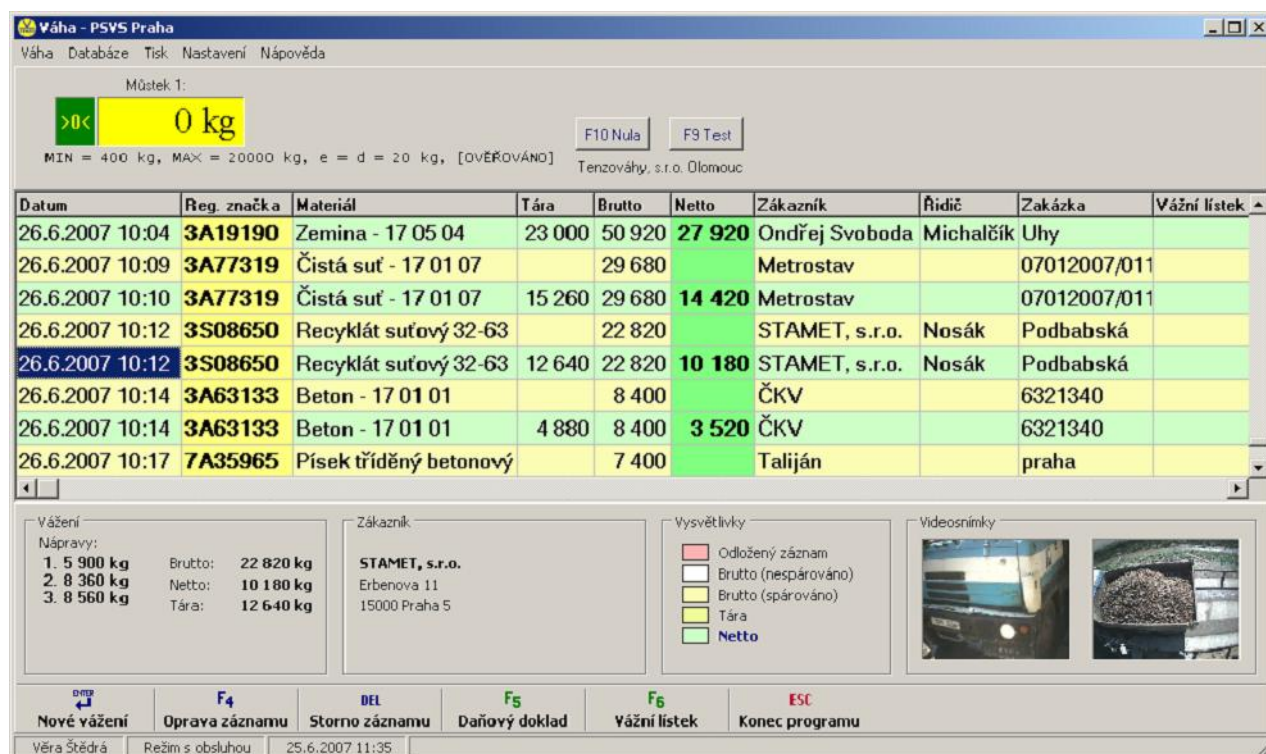 Váha - PSVS Praha
Váha Databáze Tisk Nastavení Nápověda
Můstek 1:
>0< 0 kg
F10 Nula F9 Test
MIN = 400 kg, MAX = 20000 kg, e = d = 20 kg, [OVĚŘOVÁNO]
Tenzováhy, s.r.o. Olomouc
Datum Reg. značka Materiál Tára Brutto Netto Zákazník Řidič Zakázka Vážní lístek
26.6.2007 10:04 3A19190 Zemina - 17 05 04 23 000 50 920 27 920 Ondřej Svoboda Michalčík Uhy
26.6.2007 10:09 3A77319 Čistá suť - 17 01 07 29 680 Metrostav 07012007/011
26.6.2007 10:10 3A77319 Čistá suť - 17 01 07 15 260 29 680 14 420 Metrostav 07012007/011
26.6.2007 10:12 3S08650 Recyklát suťový 32-63 22 820 STAMET, s.r.o. Nosák Podbabská
26.6.2007 10:12 3S08650 Recyklát suťový 32-63 12 640 22 820 10 180 STAMET, s.r.o. Nosák Podbabská
26.6.2007 10:14 3A63133 Beton - 17 01 01 8 400 ČKV 6321340
26.6.2007 10:14 3A63133 Beton - 17 01 01 4 880 8 400 3 520 ČKV 6321340
26.6.2007 10:17 7A35965 Písek tříděný betonový 7 400 Taliján praha
Vážení
Nápravy:
1. 5 900 kg Brutto: 22 820 kg
2. 8 360 kg Netto: 10 180 kg
3. 8 560 kg Tára: 12 640 kg
Zákazník
STAMET, s.r.o.
Erbenova 11
15000 Praha 5
Vysvětlivky
Odložený záznam
Brutto (nespárováno)
Brutto (spárováno)
Tára
Netto
Videosnímky
ENTER F4 DEL F5 F6 ESC
Nové vážení Oprava záznamu Storno záznamu Daňový doklad Vážní lístek Konec programu
Věra Štědrá Režim s obsluhou 25.6.2007 11:35